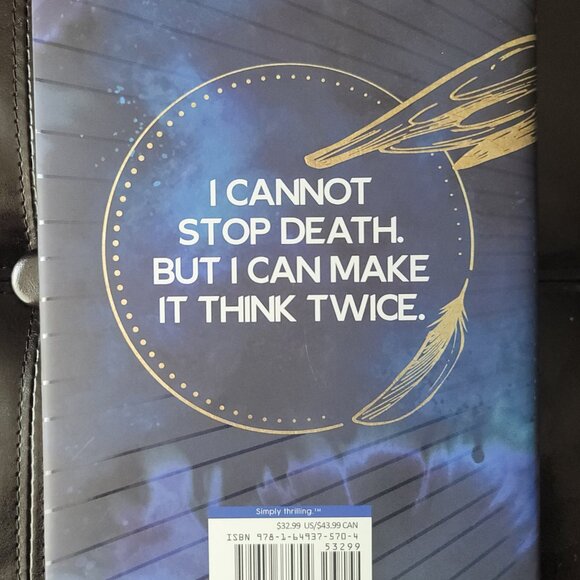 I CANNOT
STOP DEATH.
BUT I CAN MAKE
IT THINK TWICE.
Simply thrilling.™
$32.99 US/$43.99 CAN
ISBN 978-1-64937-570-4
53299